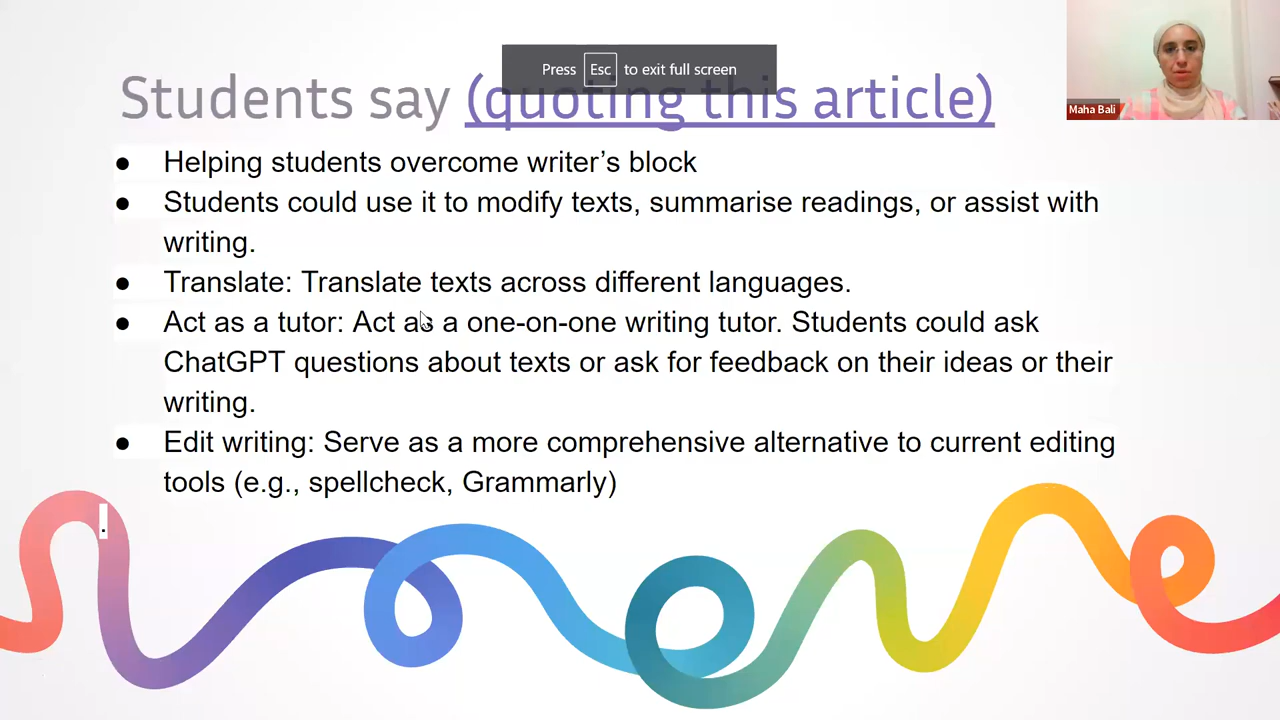 Press Esc to exit full screen
Students say (quoting this article)
Maha Bali
● Helping students overcome writer’s block
● Students could use it to modify texts, summarise readings, or assist with
writing.
● Translate: Translate texts across different languages.
● Act as a tutor: Act as a one-on-one writing tutor. Students could ask
ChatGPT questions about texts or ask for feedback on their ideas or their
writing.
● Edit writing: Serve as a more comprehensive alternative to current editing
tools (e.g., spellcheck, Grammarly)
.